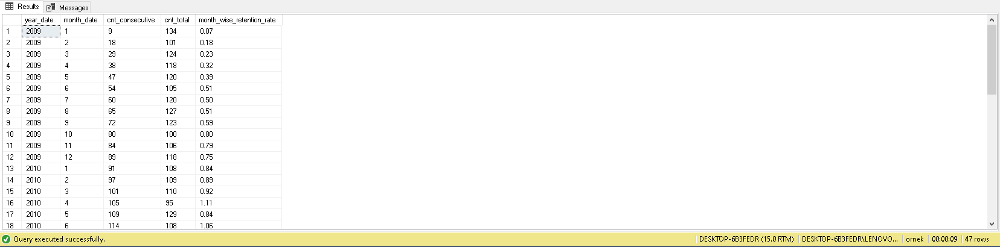 Results Messages
year_date month_date cnt_consecutive cnt_total month_wise_retention_rate
1 2009 1 9 134 0.07
2 2009 2 18 101 0.18
3 2009 3 29 124 0.23
4 2009 4 38 118 0.32
5 2009 5 47 120 0.39
6 2009 6 54 105 0.51
7 2009 7 60 120 0.50
8 2009 8 65 127 0.51
9 2009 9 72 123 0.59
10 2009 10 80 100 0.80
11 2009 11 84 106 0.79
12 2009 12 89 118 0.75
13 2010 1 91 108 0.84
14 2010 2 97 109 0.89
15 2010 3 101 110 0.92
16 2010 4 105 95 1.11
17 2010 5 109 129 0.84
18 2010 6 114 108 1.06
Query executed successfully. DESKTOP-6B3FEDR (15.0 RTM) DESKTOP-6B3FEDR\LENOVO... ornek 00:00:09 47 rows